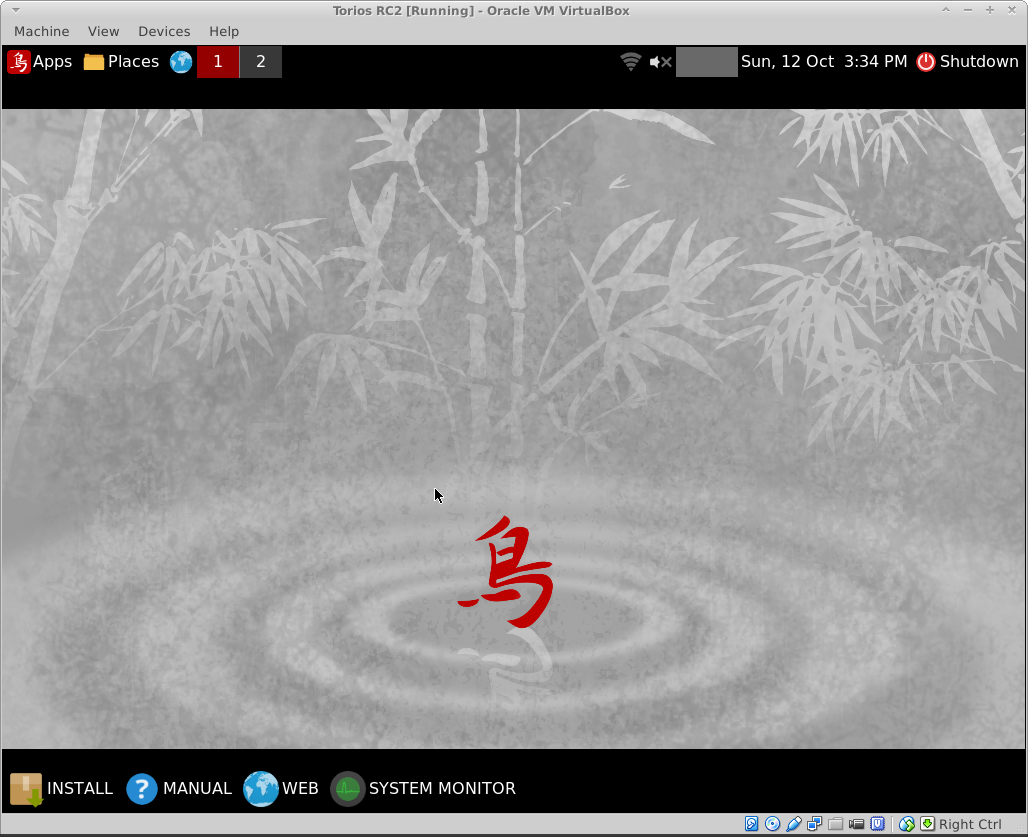 Torios RC2 [Running] - Oracle VM VirtualBox
Machine View Devices Help
鳥 Apps Places 1 2 Sun, 12 Oct 3:34 PM Shutdown
鳥
INSTALL ? MANUAL WEB SYSTEM MONITOR
Right Ctrl